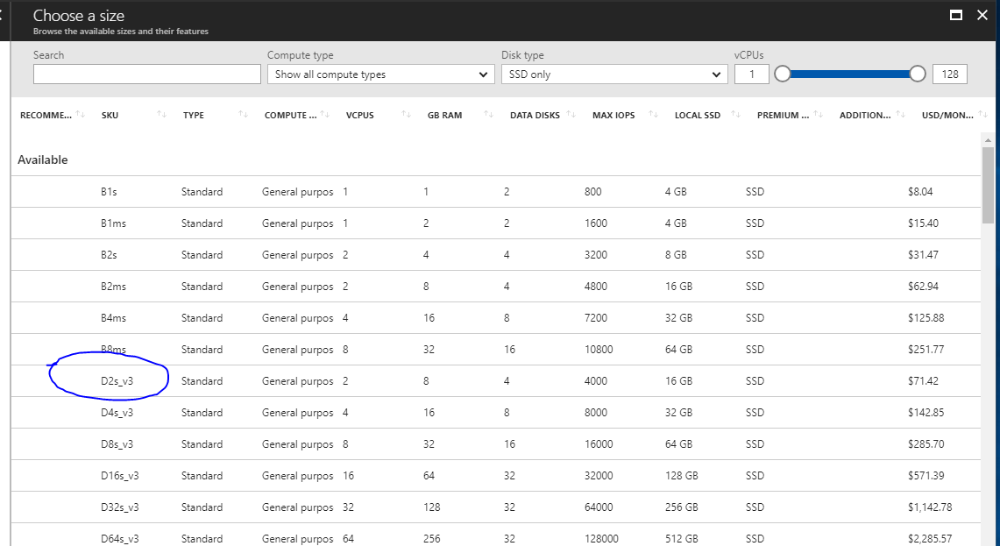 Choose a size
Browse the available sizes and their features
Search Compute type Disk type vCPUs
Show all compute types SSD only 1 128
RECOMME... SKU TYPE COMPUTE ... VCPUS GB RAM DATA DISKS MAX IOPS LOCAL SSD PREMIUM ... ADDITION... USD/MON...
Available
B1s Standard General purpos 1 1 2 800 4 GB SSD $8.04
B1ms Standard General purpos 1 2 2 1600 4 GB SSD $15.40
B2s Standard General purpos 2 4 4 3200 8 GB SSD $31.47
B2ms Standard General purpos 2 8 4 4800 16 GB SSD $62.94
B4ms Standard General purpos 4 16 8 7200 32 GB SSD $125.88
B8ms Standard General purpos 8 32 16 10800 64 GB SSD $251.77
D2s_v3 Standard General purpos 2 8 4 4000 16 GB SSD $71.42
D4s_v3 Standard General purpos 4 16 8 8000 32 GB SSD $142.85
D8s_v3 Standard General purpos 8 32 16 16000 64 GB SSD $285.70
D16s_v3 Standard General purpos 16 64 32 32000 128 GB SSD $571.39
D32s_v3 Standard General purpos 32 128 32 64000 256 GB SSD $1,142.78
D64s_v3 Standard General purpos 64 256 32 128000 512 GB SSD $2,285.57